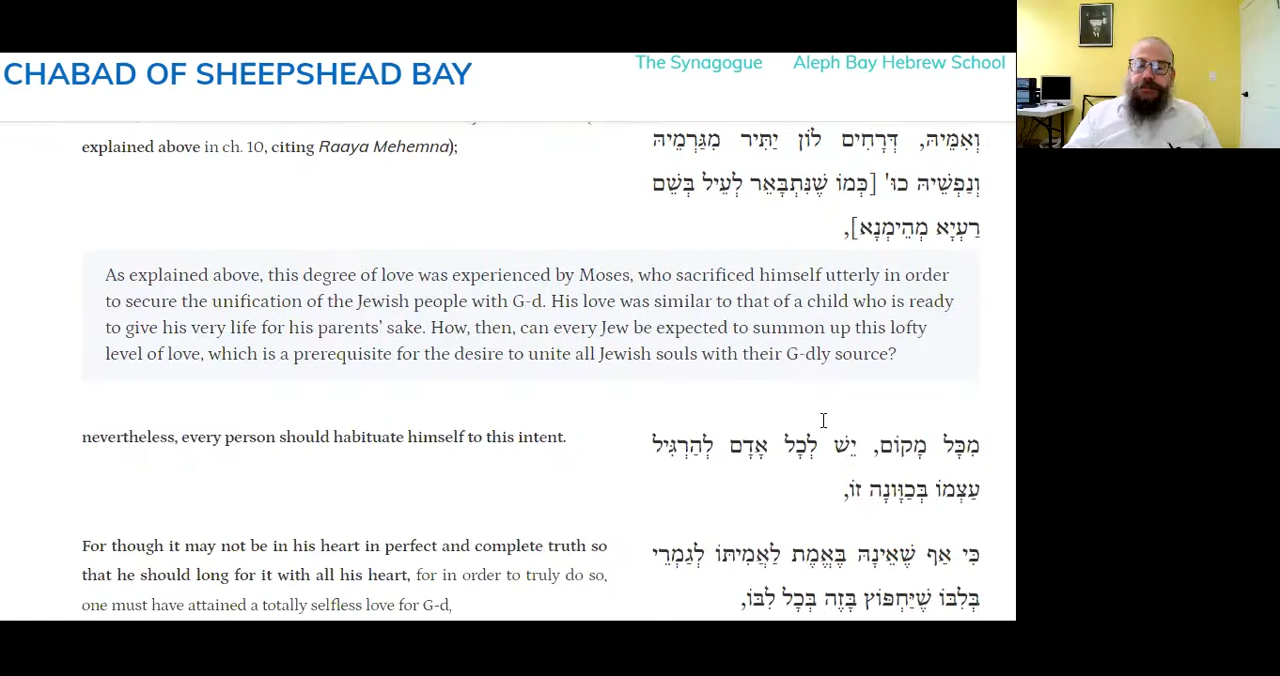 CHABAD OF SHEEPSHEAD BAY
The Synagogue Aleph Bay Hebrew School
explained above in ch. 10, citing Raaya Mehemna);
וְאִמֵּיהּ, דְּרָחִים לוֹן יַתִּיר מִגַּרְמֵיהּ
וְנַפְשֵׁיהּ כוּ' [כְּמוֹ שֶׁנִּתְבָּאֵר לְעֵיל בְּשֵׁם
רַעְיָא מְהֵימְנָא],
As explained above, this degree of love was experienced by Moses, who sacrificed himself utterly in order
to secure the unification of the Jewish people with G-d. His love was similar to that of a child who is ready
to give his very life for his parents’ sake. How, then, can every Jew be expected to summon up this lofty
level of love, which is a prerequisite for the desire to unite all Jewish souls with their G-dly source?
nevertheless, every person should habituate himself to this intent.
מִכָּל מָקוֹם, יֵשׁ לְכָל אָדָם לְהַרְגִּיל
עַצְמוֹ בְּכַוָּונָה זוֹ,
For though it may not be in his heart in perfect and complete truth so
that he should long for it with all his heart, for in order to truly do so,
one must have attained a totally selfless love for G-d,
כִּי אַף שֶׁאֵינָהּ בֶּאֱמֶת לַאֲמִיתּוֹ לְגַמְרֵי
בְּלִבּוֹ שֶׁיַּחְפּוֹץ בָּזֶה בְּכָל לִבּוֹ,